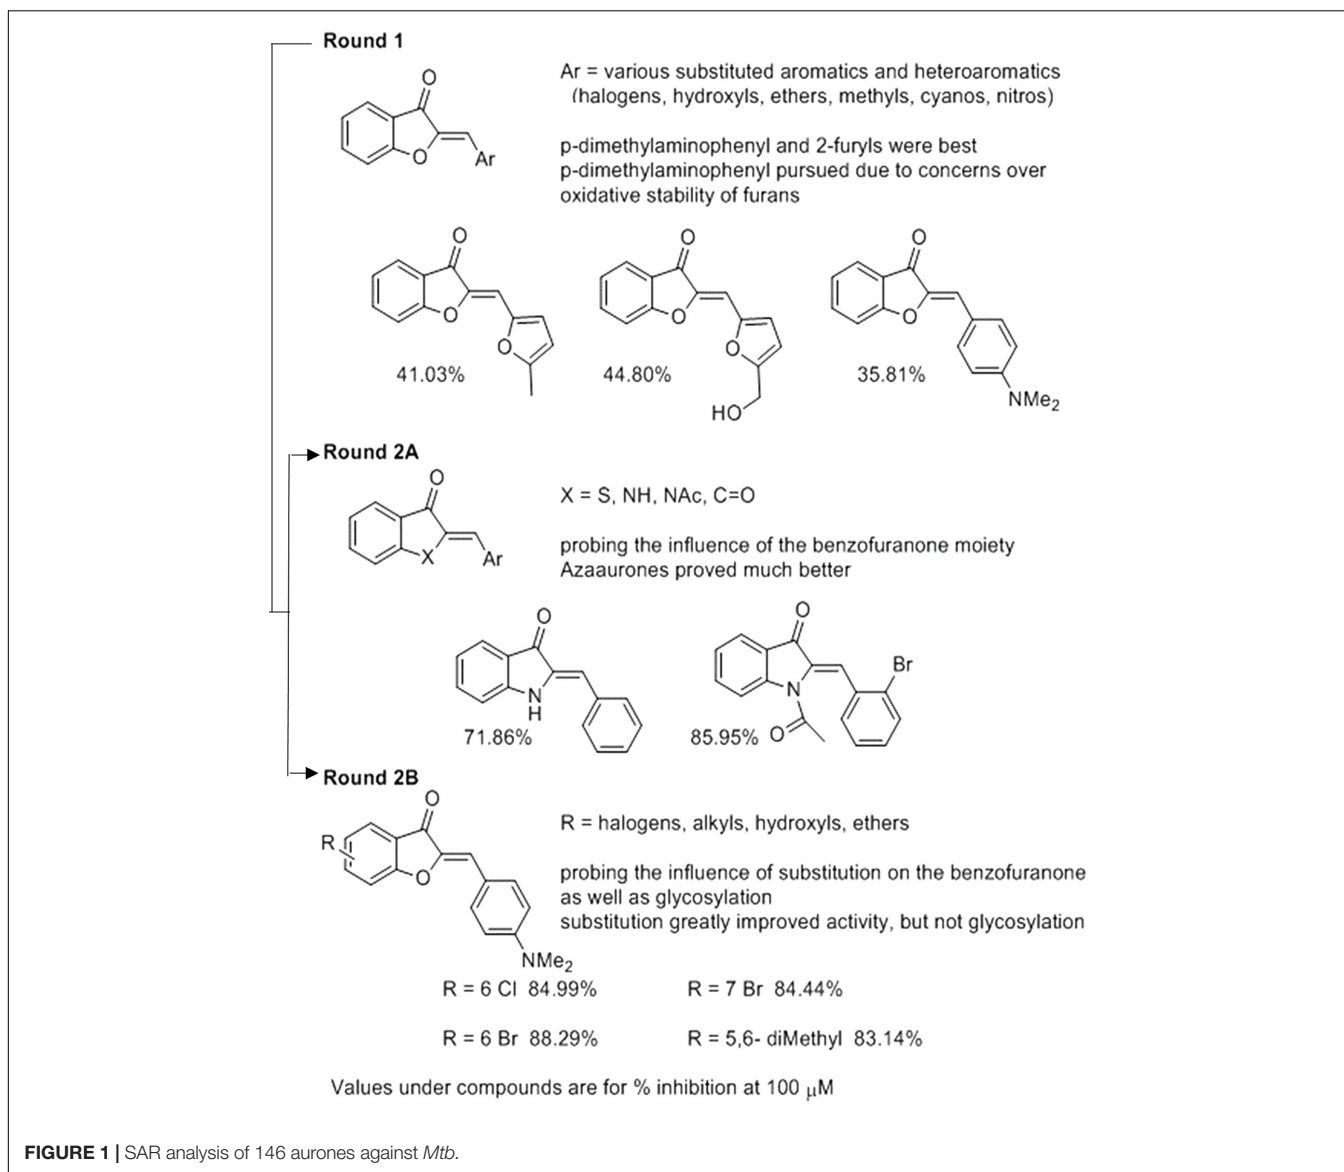 Round 1
O
O
Ar
Ar = various substituted aromatics and heteroaromatics
(halogens, hydroxyls, ethers, methyls, cyanos, nitros)
p-dimethylaminophenyl and 2-furyls were best
p-dimethylaminophenyl pursued due to concerns over
oxidative stability of furans
O
O
O
41.03%
O
O
O
HO
44.80%
O
O
NMe2
35.81%
Round 2A
O
X
Ar
X = S, NH, NAc, C=O
probing the influence of the benzofuranone moiety
Azaaurones proved much better
O
N
H
71.86%
O
N
O
Br
85.95%
Round 2B
O
R
O
NMe2
R = halogens, alkyls, hydroxyls, ethers
probing the influence of substitution on the benzofuranone
as well as glycosylation
substitution greatly improved activity, but not glycosylation
R = 6 Cl 84.99%
R = 7 Br 84.44%
R = 6 Br 88.29%
R = 5,6- diMethyl 83.14%
Values under compounds are for % inhibition at 100 μM
FIGURE 1 | SAR analysis of 146 aurones against Mtb.